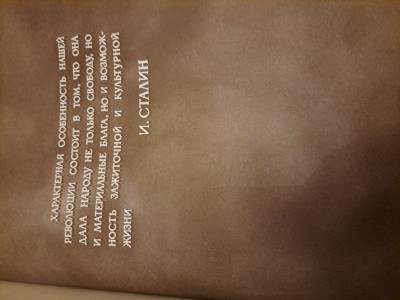 ХАРАКТЕРНАЯ ОСОБЕННОСТЬ НАШЕЙ
РЕВОЛЮЦИИ СОСТОИТ В ТОМ, ЧТО ОНА
ДАЛА НАРОДУ НЕ ТОЛЬКО СВОБОДУ, НО
И МАТЕРИАЛЬНЫЕ БЛАГА, НО И ВОЗМОЖ-
НОСТЬ ЗАЖИТОЧНОЙ И КУЛЬТУРНОЙ
ЖИЗНИ
И. СТАЛИН